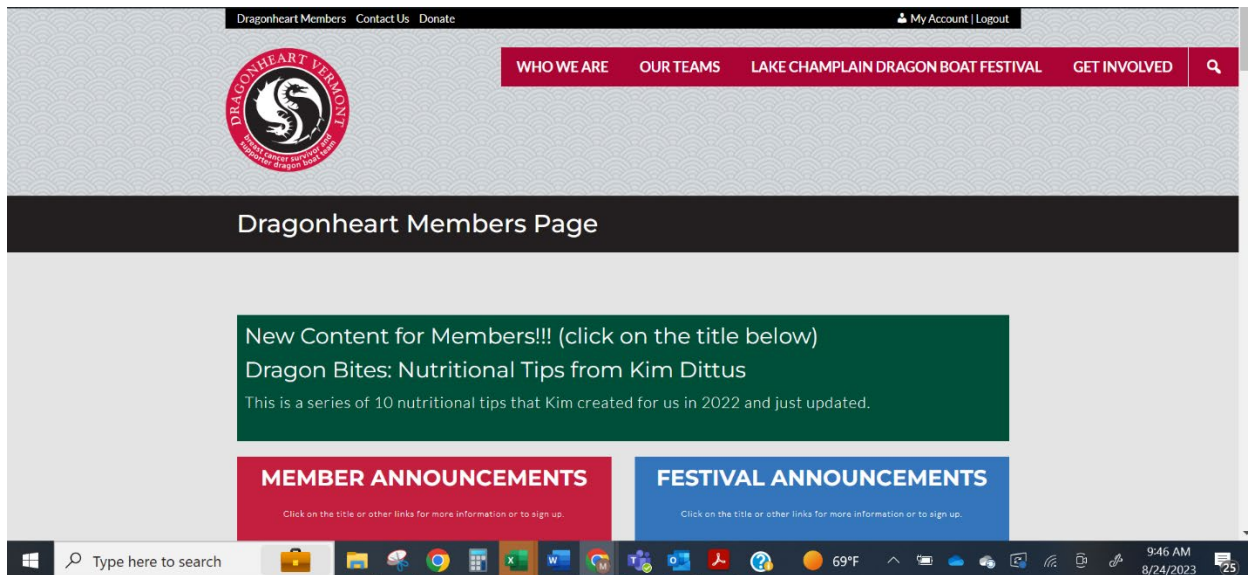 Dragonheart Members Contact Us Donate
My Account | Logout
DRAGONHEART VERMONT
breast cancer survivor and
supporter dragon boat team
WHO WE ARE OUR TEAMS LAKE CHAMPLAIN DRAGON BOAT FESTIVAL GET INVOLVED
Dragonheart Members Page
New Content for Members!!! (click on the title below)
Dragon Bites: Nutritional Tips from Kim Dittus
This is a series of 10 nutritional tips that Kim created for us in 2022 and just updated.
MEMBER ANNOUNCEMENTS
Click on the title or other links for more information or to sign up.
FESTIVAL ANNOUNCEMENTS
Click on the title or other links for more information or to sign up.
Type here to search
69°F
9:46 AM
8/24/2023
25